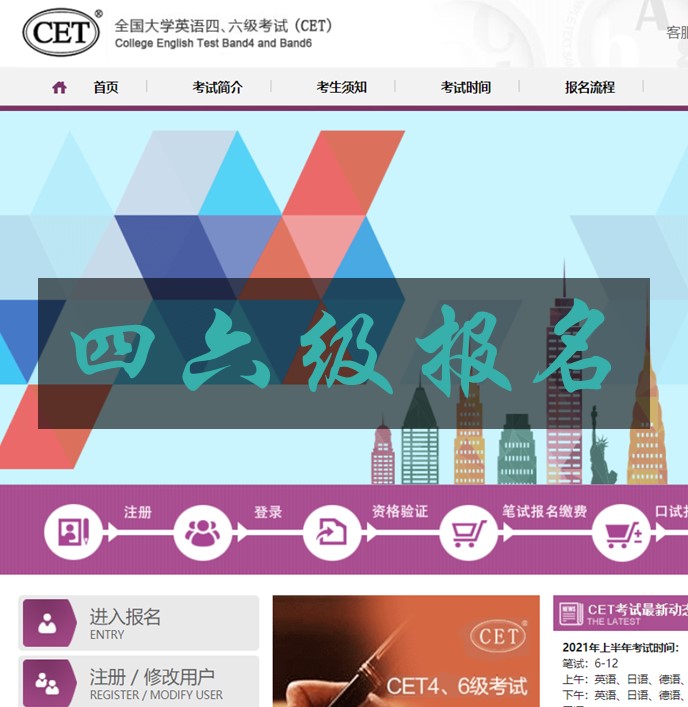 CET®
全国大学英语四、六级考试（CET）
College English Test Band4 and Band6
客服
首页
考试简介
考生须知
考试时间
报名流程
四六级报名
注册
登录
资格验证
笔试报名缴费
口试
进入报名
ENTRY
注册 / 修改用户
REGISTER / MODIFY USER
CET®
CET4、6级考试
NEWS
CET考试最新动态
THE LATEST
2021年上半年考试时间：
笔试：6-12
上午：英语、日语、德语、
下午：英语、日语、德语、